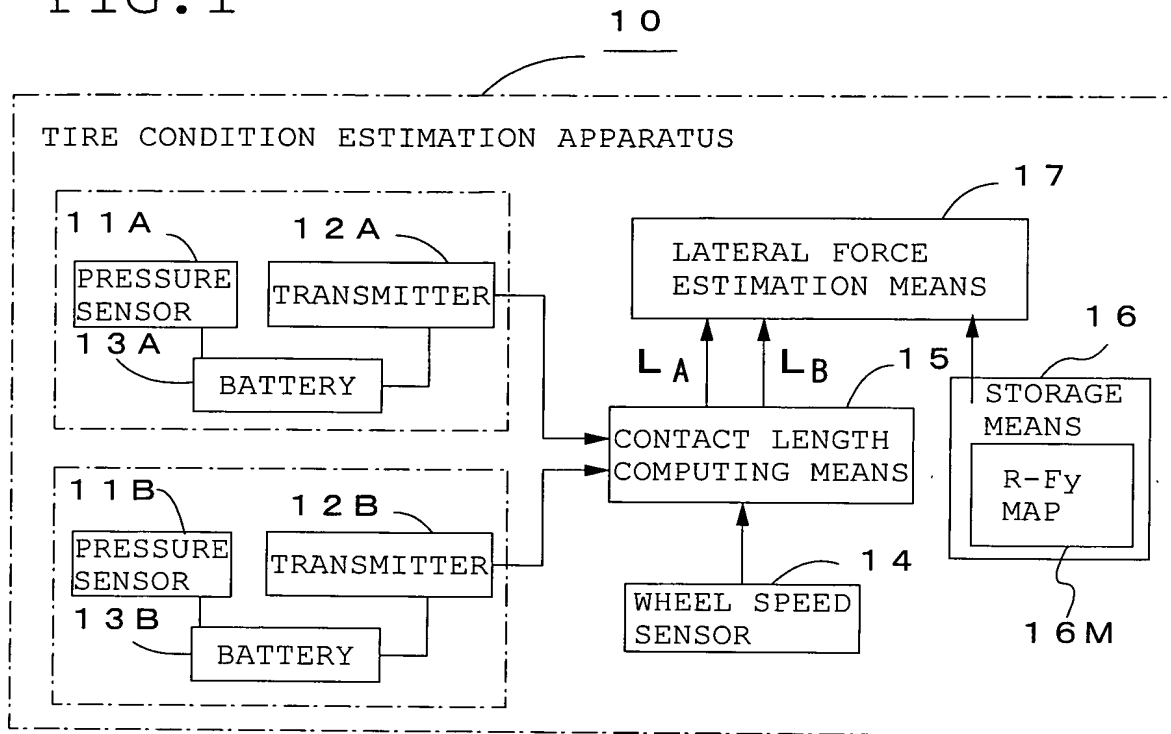 FIG.1
10
TIRE CONDITION ESTIMATION APPARATUS
11A
12A
PRESSURE
SENSOR
TRANSMITTER
13A
BATTERY
17
LATERAL FORCE
ESTIMATION MEANS
LA
LB
15
16
CONTACT LENGTH
COMPUTING MEANS
STORAGE
MEANS
R-Fy
MAP
16M
11B
12B
PRESSURE
SENSOR
TRANSMITTER
13B
BATTERY
14
WHEEL SPEED
SENSOR